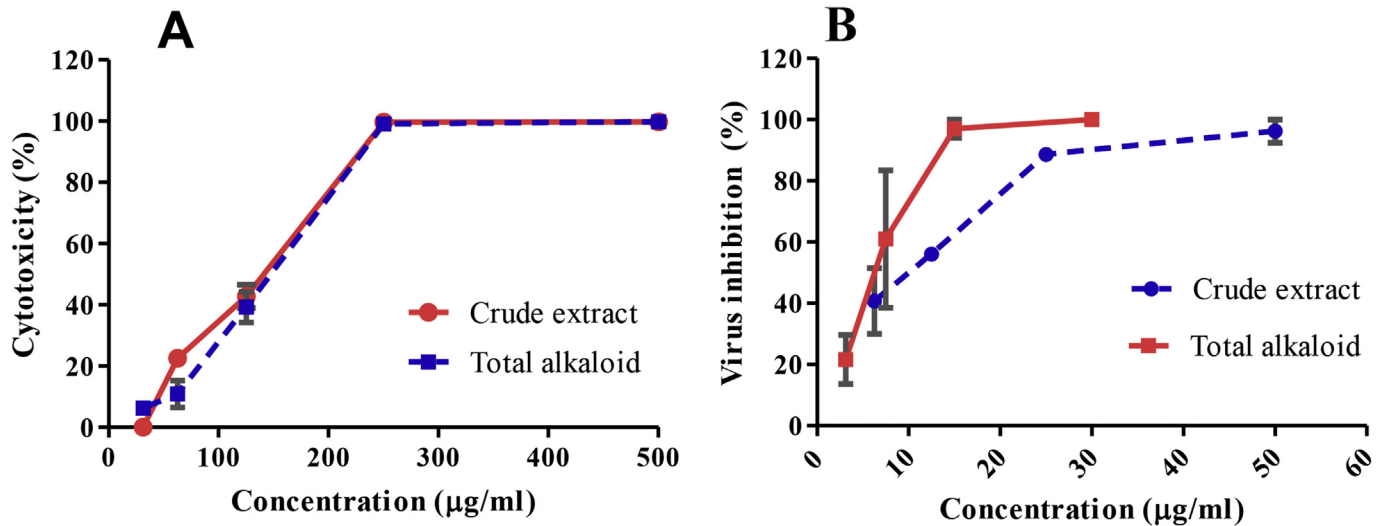 A
120
100
80
60
40
20
0
Cytotoxicity (%)
Crude extract
Total alkaloid
0 100 200 300 400 500
Concentration (µg/ml)
B
120
100
80
60
40
20
0
Virus inhibition (%)
Crude extract
Total alkaloid
0 10 20 30 40 50 60
Concentration (µg/ml)